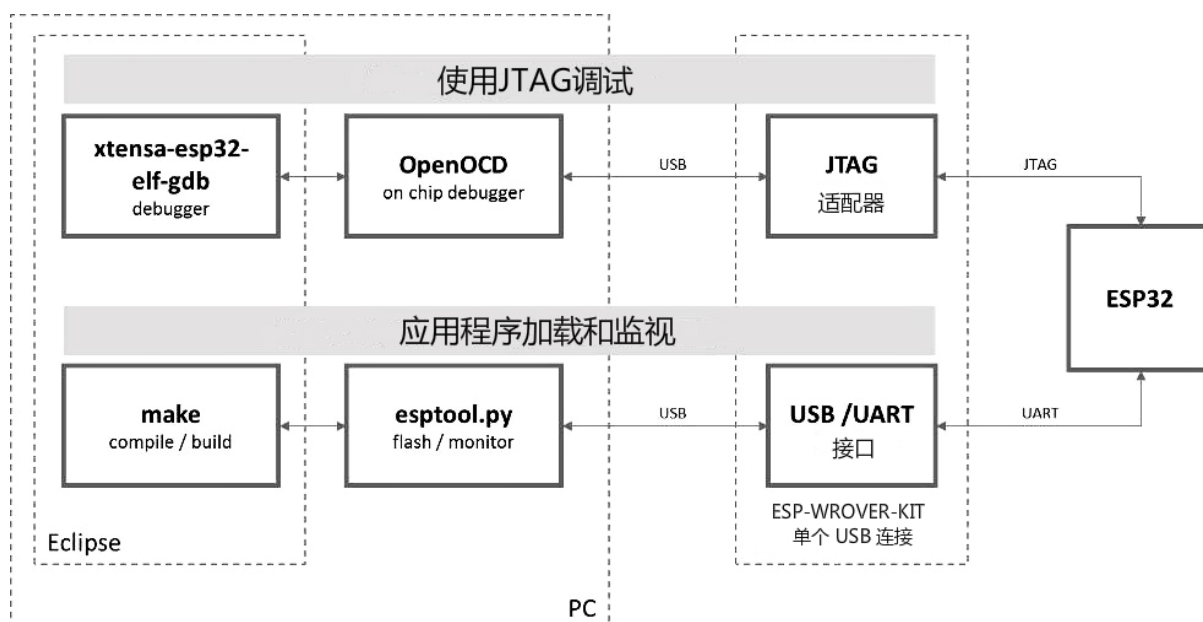 使用JTAG调试
xtensa-esp32-
elf-gdb
debugger
OpenOCD
on chip debugger
USB
JTAG
适配器
JTAG
ESP32
应用程序加载和监视
make
compile / build
esptool.py
flash / monitor
USB
USB /UART
接口
UART
ESP-WROVER-KIT
单个 USB 连接
Eclipse
PC